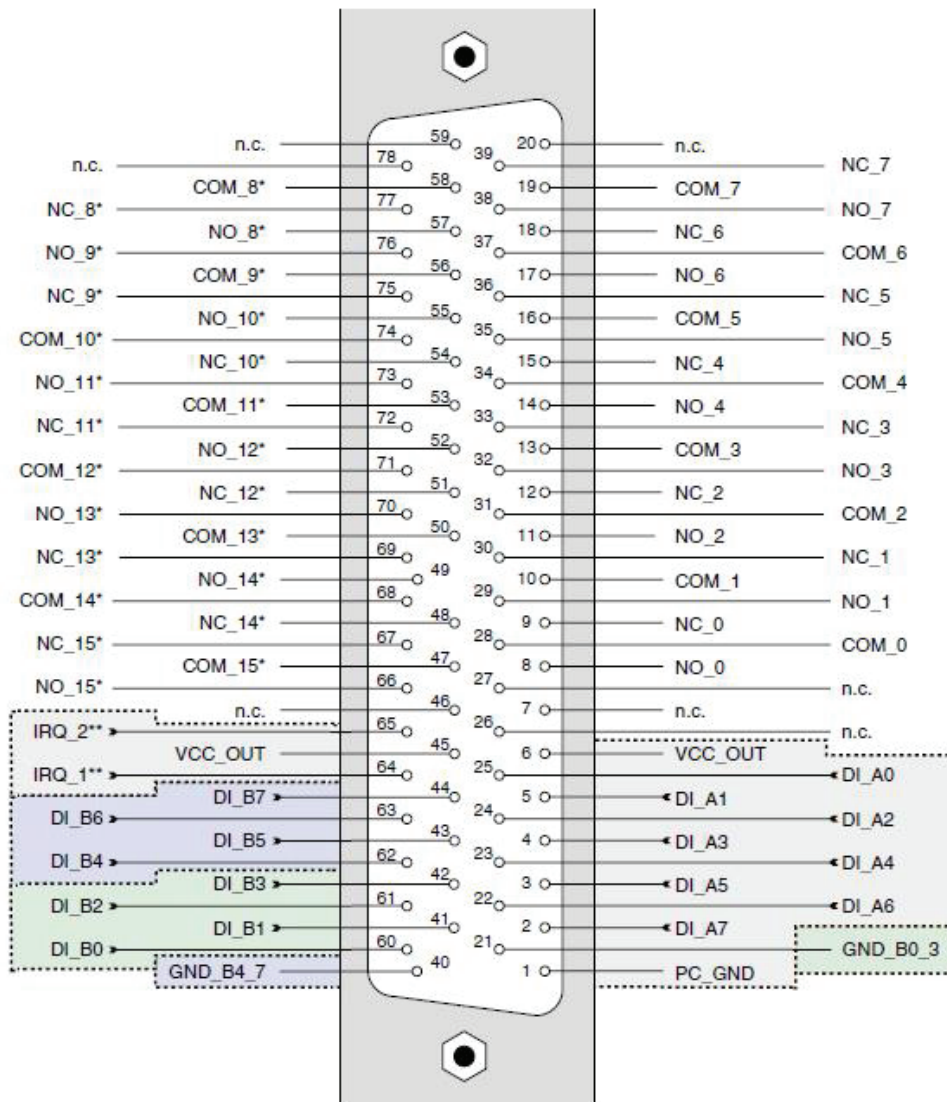 n.c. 59 20 n.c.
n.c. 78 39 NC_7
COM_8* 58 19 COM_7
NC_8* 77 38 NO_7
NO_8* 57 18 NC_6
NO_9* 76 37 COM_6
COM_9* 56 17 NO_6
NC_9* 75 36 NC_5
NO_10* 55 16 COM_5
COM_10* 74 35 NO_5
NC_10* 54 15 NC_4
NO_11* 73 34 COM_4
COM_11* 53 14 NO_4
NC_11* 72 33 NC_3
NO_12* 52 13 COM_3
COM_12* 71 32 NO_3
NC_12* 51 12 NC_2
NO_13* 70 31 COM_2
COM_13* 50 11 NO_2
NC_13* 69 30 NC_1
NO_14* 49 10 COM_1
COM_14* 68 29 NO_1
NC_14* 48 9 NC_0
NC_15* 67 28 COM_0
COM_15* 47 8 NO_0
NO_15* 66 27 n.c.
n.c. 46 7 n.c.
IRQ_2** 65 26 n.c.
VCC_OUT 45 6 VCC_OUT
IRQ_1** 64 25 DI_A0
DI_B7 44 5 DI_A1
DI_B6 63 24 DI_A2
DI_B5 43 4 DI_A3
DI_B4 62 23 DI_A4
DI_B3 42 3 DI_A5
DI_B2 61 22 DI_A6
DI_B1 41 2 DI_A7
DI_B0 60 21 GND_B0_3
GND_B4_7 40 1 PC_GND